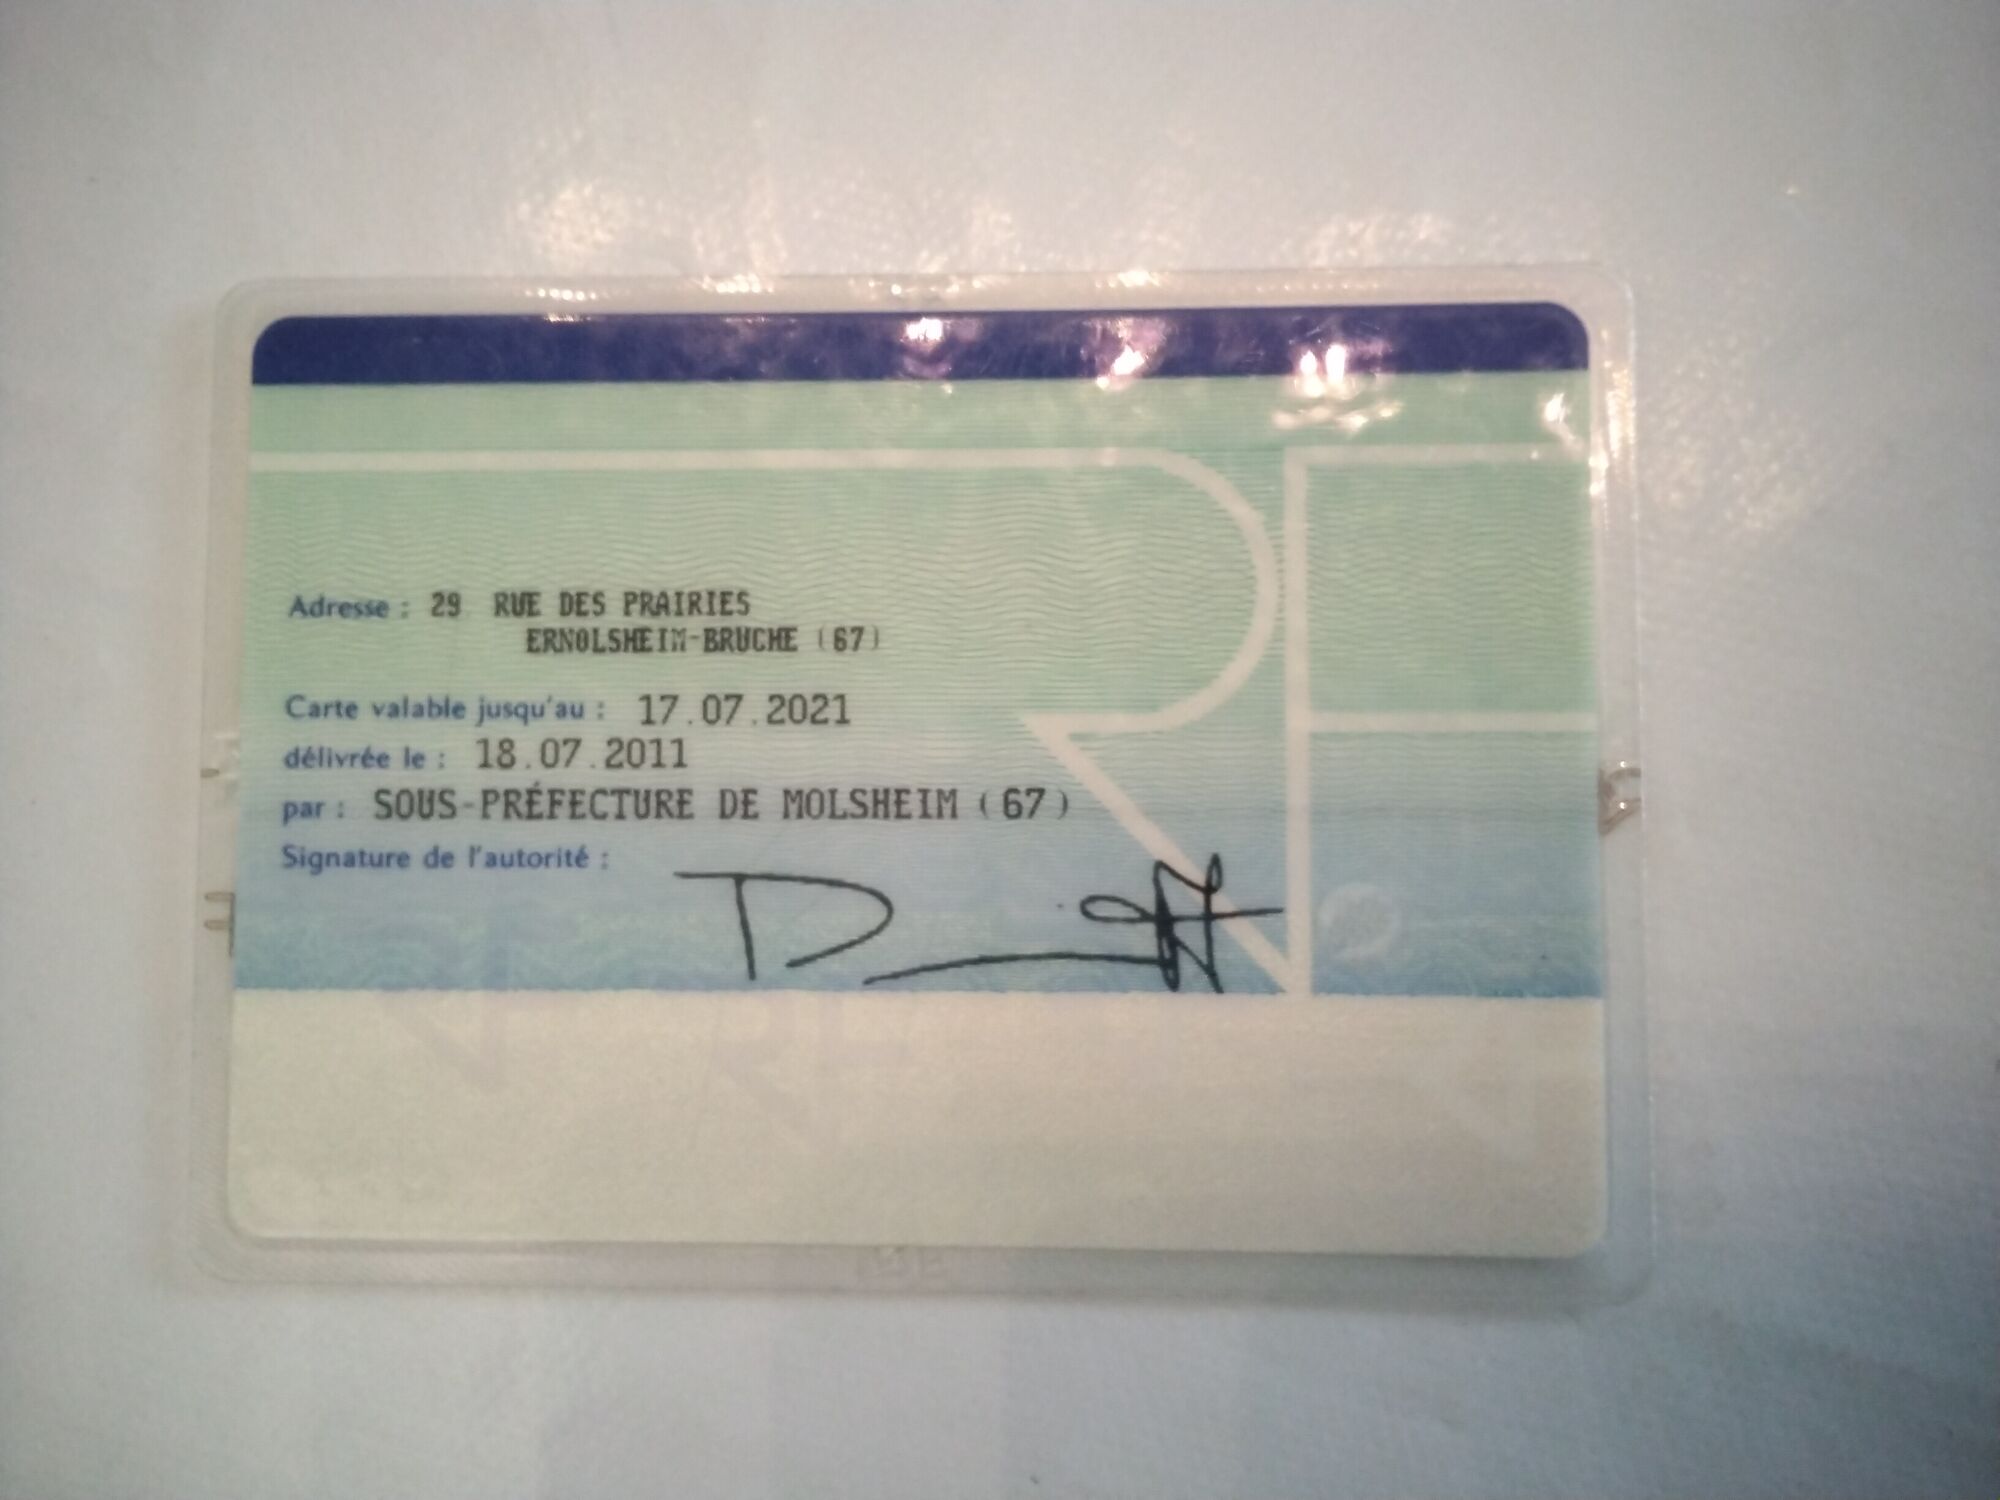 Adresse : 29 RUE DES PRAIRIES
ERNOLSHEIM-BRUCHE (67)
Carte valable jusqu'au : 17.07.2021
délivrée le : 18.07.2011
par : SOUS-PRÉFECTURE DE MOLSHEIM (67)
Signature de l'autorité :
RF